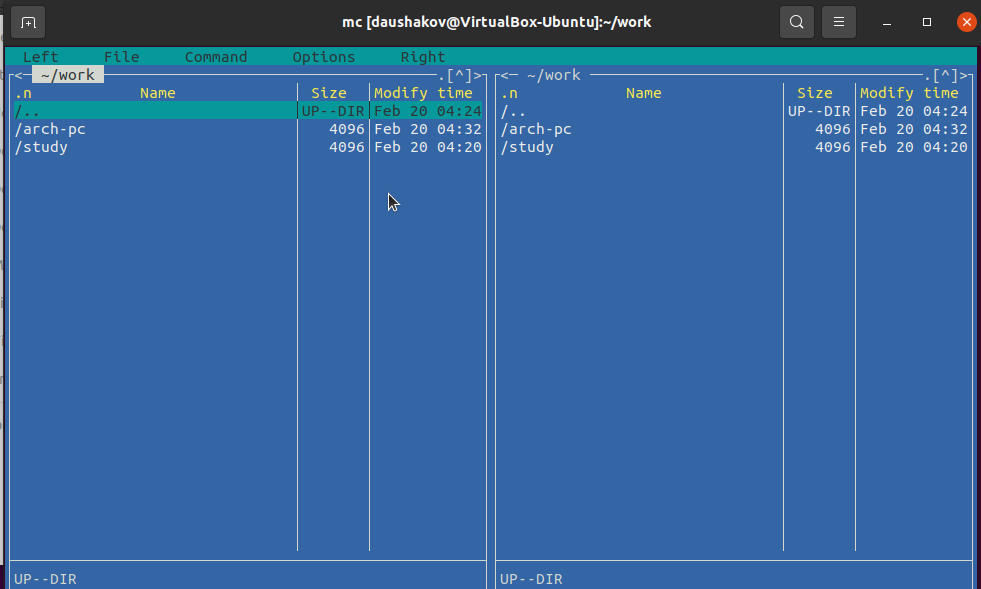 mc [daushakov@VirtualBox-Ubuntu]:~/work
Left File Command Options Right
<─ ~/work .[^]> <─ ~/work .[^]>
.n Name Size Modify time .n Name Size Modify time
/.. UP--DIR Feb 20 04:24 /.. UP--DIR Feb 20 04:24
/arch-pc 4096 Feb 20 04:32 /arch-pc 4096 Feb 20 04:32
/study 4096 Feb 20 04:20 /study 4096 Feb 20 04:20
UP--DIR UP--DIR